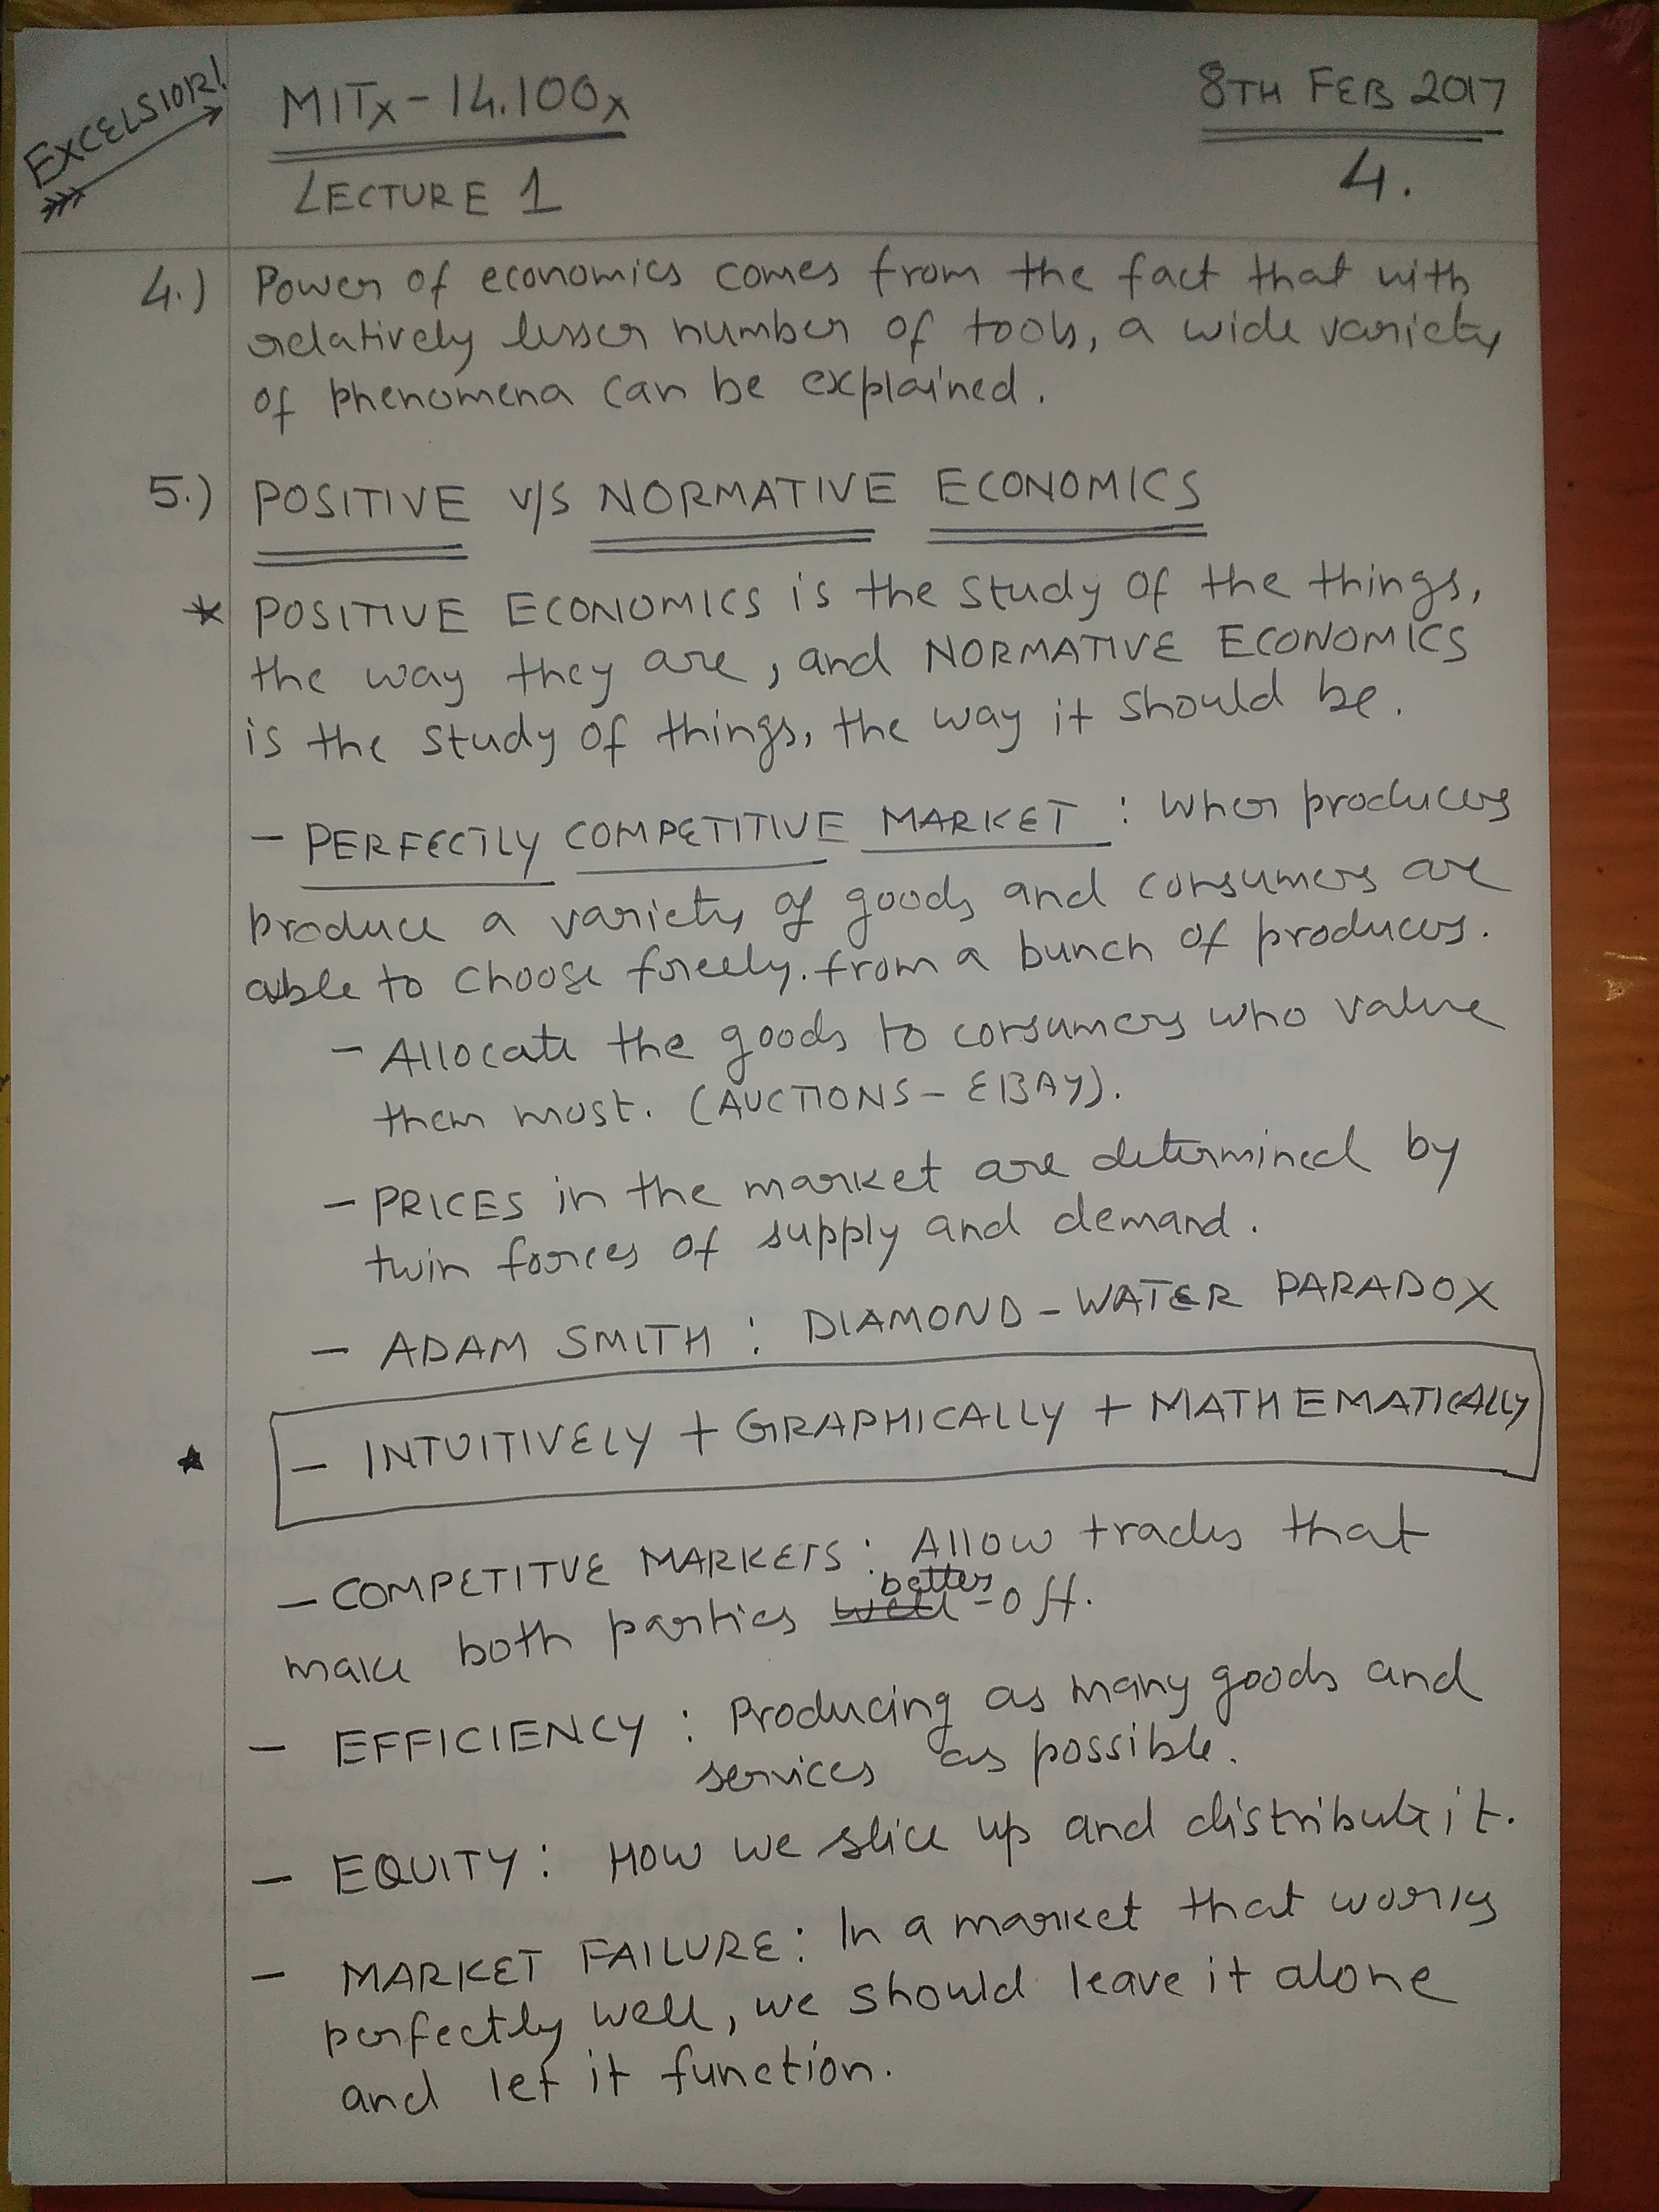 EXCELSIOR!
MITx - 14.100x
8TH FEB 2017
LECTURE 1
4.
4.) Power of economics comes from the fact that with
relatively lesser number of tools, a wide variety
of phenomena can be explained.
5.) POSITIVE V/S NORMATIVE ECONOMICS
* POSITIVE ECONOMICS is the study of the things,
the way they are, and NORMATIVE ECONOMICS
is the study of things, the way it should be.
- PERFECTLY COMPETITIVE MARKET : When producers
produce a variety of goods and consumers are
able to choose freely. from a bunch of producers.
- Allocate the goods to consumers who value
them most. (AUCTIONS - EBAY).
- PRICES in the market are determined by
twin forces of supply and demand.
- ADAM SMITH : DIAMOND - WATER PARADOX
★ - INTUITIVELY + GRAPHICALLY + MATHEMATICALLY
- COMPETITVE MARKETS : Allow trades that
make both parties well better - off.
- EFFICIENCY : Producing as many goods and
services as possible.
- EQUITY : How we slice up and distribute it.
- MARKET FAILURE : In a market that works
perfectly well, we should leave it alone
and let it function.